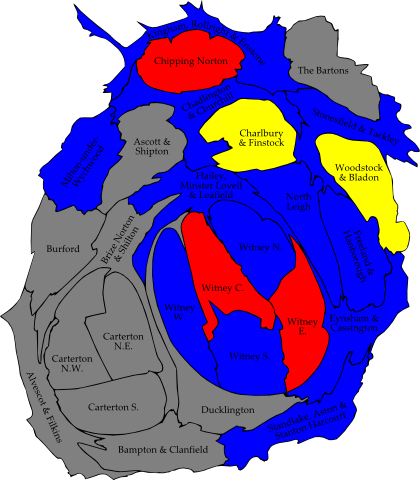 Kingham, Rollright & Enstone
Chipping Norton
The Bartons
Chadlington
& Churchill
Stonesfield & Tackley
Charlbury
& Finstock
Ascott &
Shipton
Milton-under-
Wychwood
Woodstock
& Bladon
Hailey,
Minster Lovell
& Leafield
North
Leigh
Freeland &
Hanborough
Burford
Brize Norton
& Shilton
Witney N.
Witney C.
Witney
W.
Witney
E.
Eynsham &
Cassington
Witney S.
Carterton
N.E.
Carterton
N.W.
Carterton S.
Ducklington
Alvescot & Filkins
Standlake, Aston &
Stanton Harcourt
Bampton & Clanfield